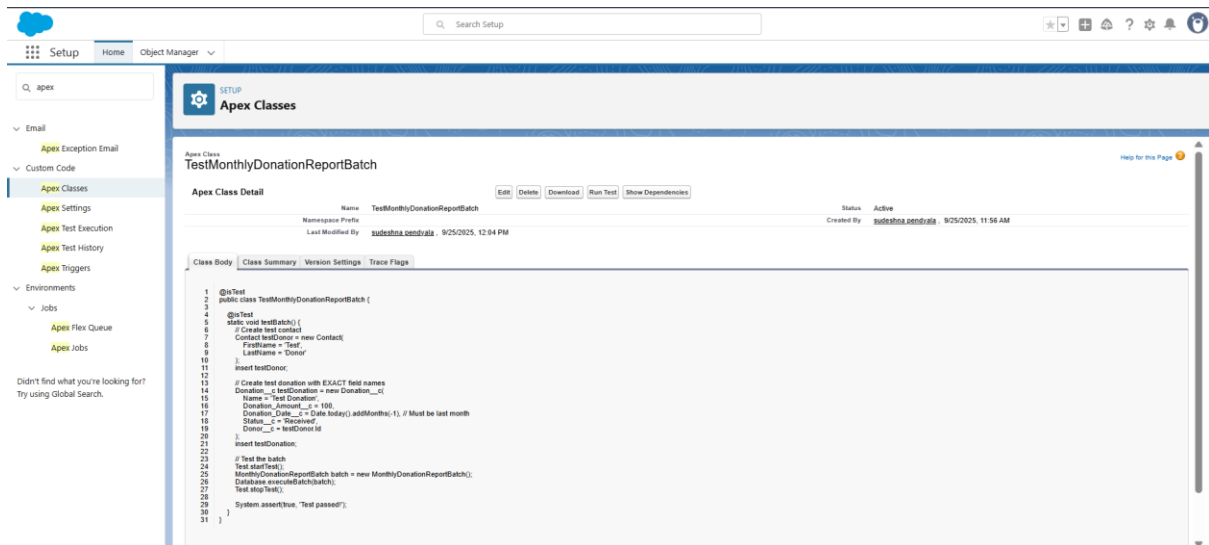 Search Setup
Setup Home Object Manager
apex
Email
Apex Exception Email
Custom Code
Apex Classes
Apex Settings
Apex Test Execution
Apex Test History
Apex Triggers
Environments
Jobs
Apex Flex Queue
Apex Jobs
Didn't find what you're looking for?
Try using Global Search.
SETUP
Apex Classes
Apex Class
TestMonthlyDonationReportBatch
Help for this Page
Apex Class Detail Edit Delete Download Run Test Show Dependencies
Name TestMonthlyDonationReportBatch Status Active
Namespace Prefix Created By sudeshna pendyala , 9/25/2025, 11:56 AM
Last Modified By sudeshna pendyala , 9/25/2025, 12:04 PM
Class Body Class Summary Version Settings Trace Flags
1 @isTest
2 public class TestMonthlyDonationReportBatch {
3
4 @isTest
5 static void testBatch() {
6 // Create test contact
7 Contact testDonor = new Contact(
8 FirstName = 'Test',
9 LastName = 'Donor'
10 );
11 insert testDonor;
12
13 // Create test donation with EXACT field names
14 Donation__c testDonation = new Donation__c(
15 Name = 'Test Donation',
16 Donation_Amount__c = 100,
17 Donation_Date__c = Date.today().addMonths(-1), // Must be last month
18 Status__c = 'Received',
19 Donor__c = testDonor.Id
20 );
21 insert testDonation;
22
23 // Test the batch
24 Test.startTest();
25 MonthlyDonationReportBatch batch = new MonthlyDonationReportBatch();
26 Database.executeBatch(batch);
27 Test.stopTest();
28
29 System.assert(true, 'Test passed!');
30 }
31 }